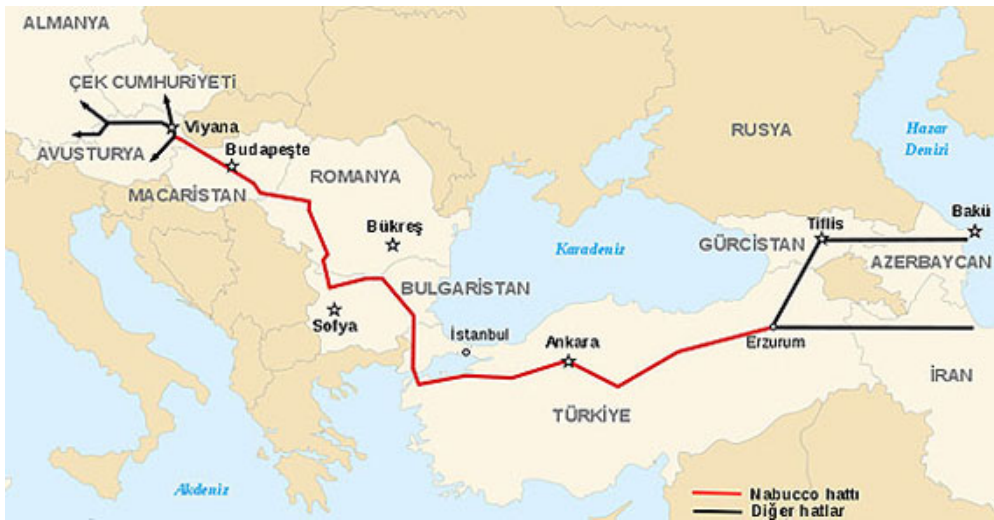 ALMANYA
ÇEK CUMHURİYETİ
Viyana
AVUSTURYA
Budapeşte
MACARİSTAN
ROMANYA
Bükreş
RUSYA
Hazar
Denizi
Karadeniz
GÜRCİSTAN
Tiflis
Bakü
AZERBAYCAN
BULGARİSTAN
Sofya
İstanbul
Ankara
Erzurum
İRAN
TÜRKİYE
Akdeniz
Nabucco hattı
Diğer hatlar